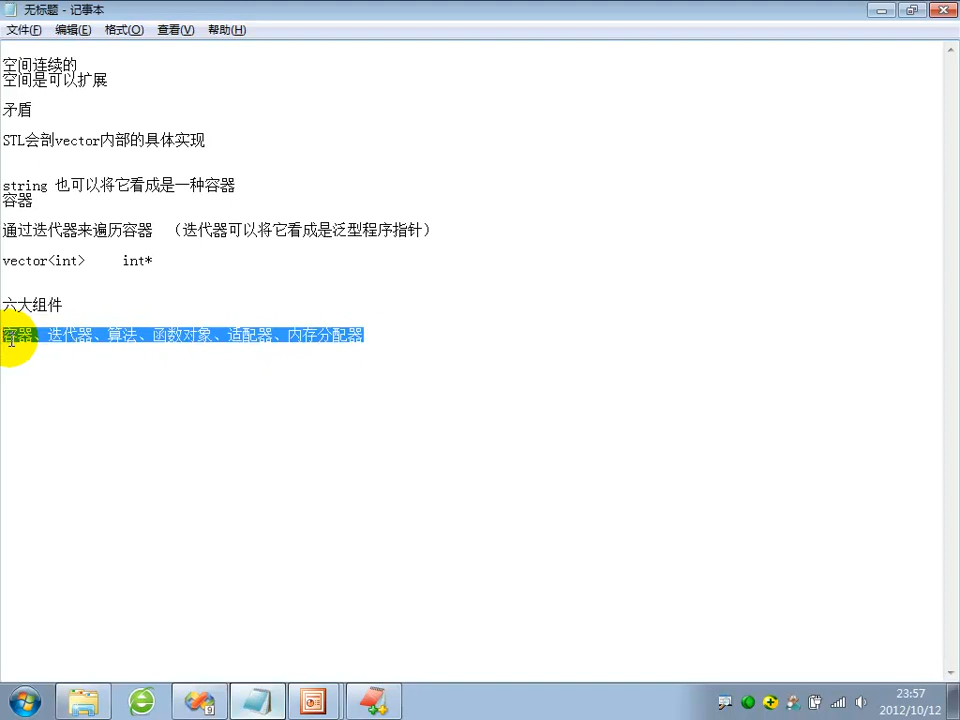 无标题 - 记事本
文件(F) 编辑(E) 格式(O) 查看(V) 帮助(H)
空间连续的
空间是可以扩展
矛盾
STL会剖vector内部的具体实现
string 也可以将它看成是一种容器
容器
通过迭代器来遍历容器 （迭代器可以将它看成是泛型程序指针）
vector<int> int*
六大组件
容器、迭代器、算法、函数对象、适配器、内存分配器
9
23:57
2012/10/12